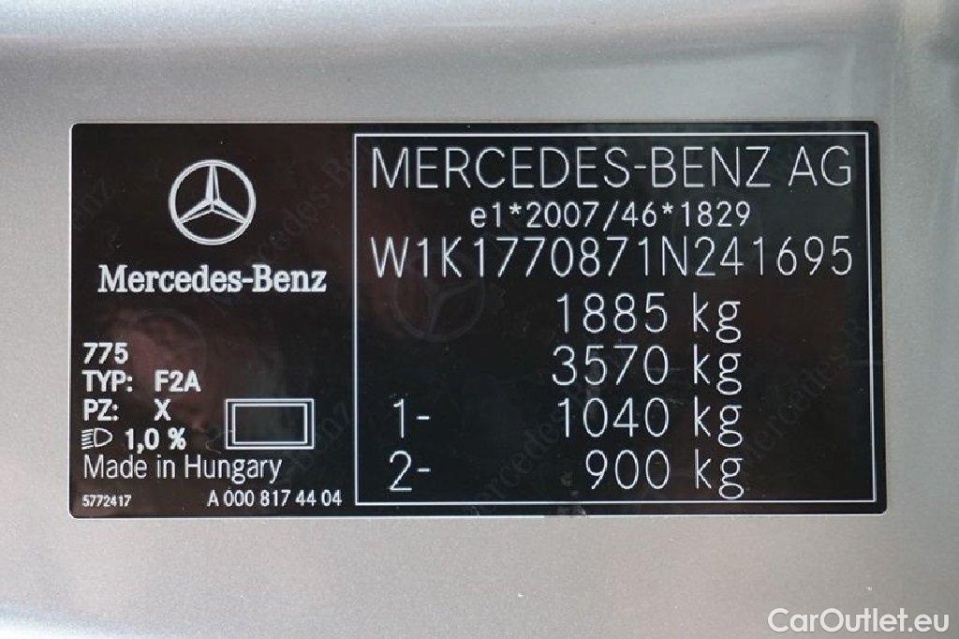 Mercedes-Benz
775
TYP: F2A
PZ: X
1,0 %
Made in Hungary
5772417 A 000 817 44 04
MERCEDES-BENZ AG
e1*2007/46*1829
W1K1770871N241695
1885 kg
3570 kg
1- 1040 kg
2- 900 kg
CarOutlet.eu